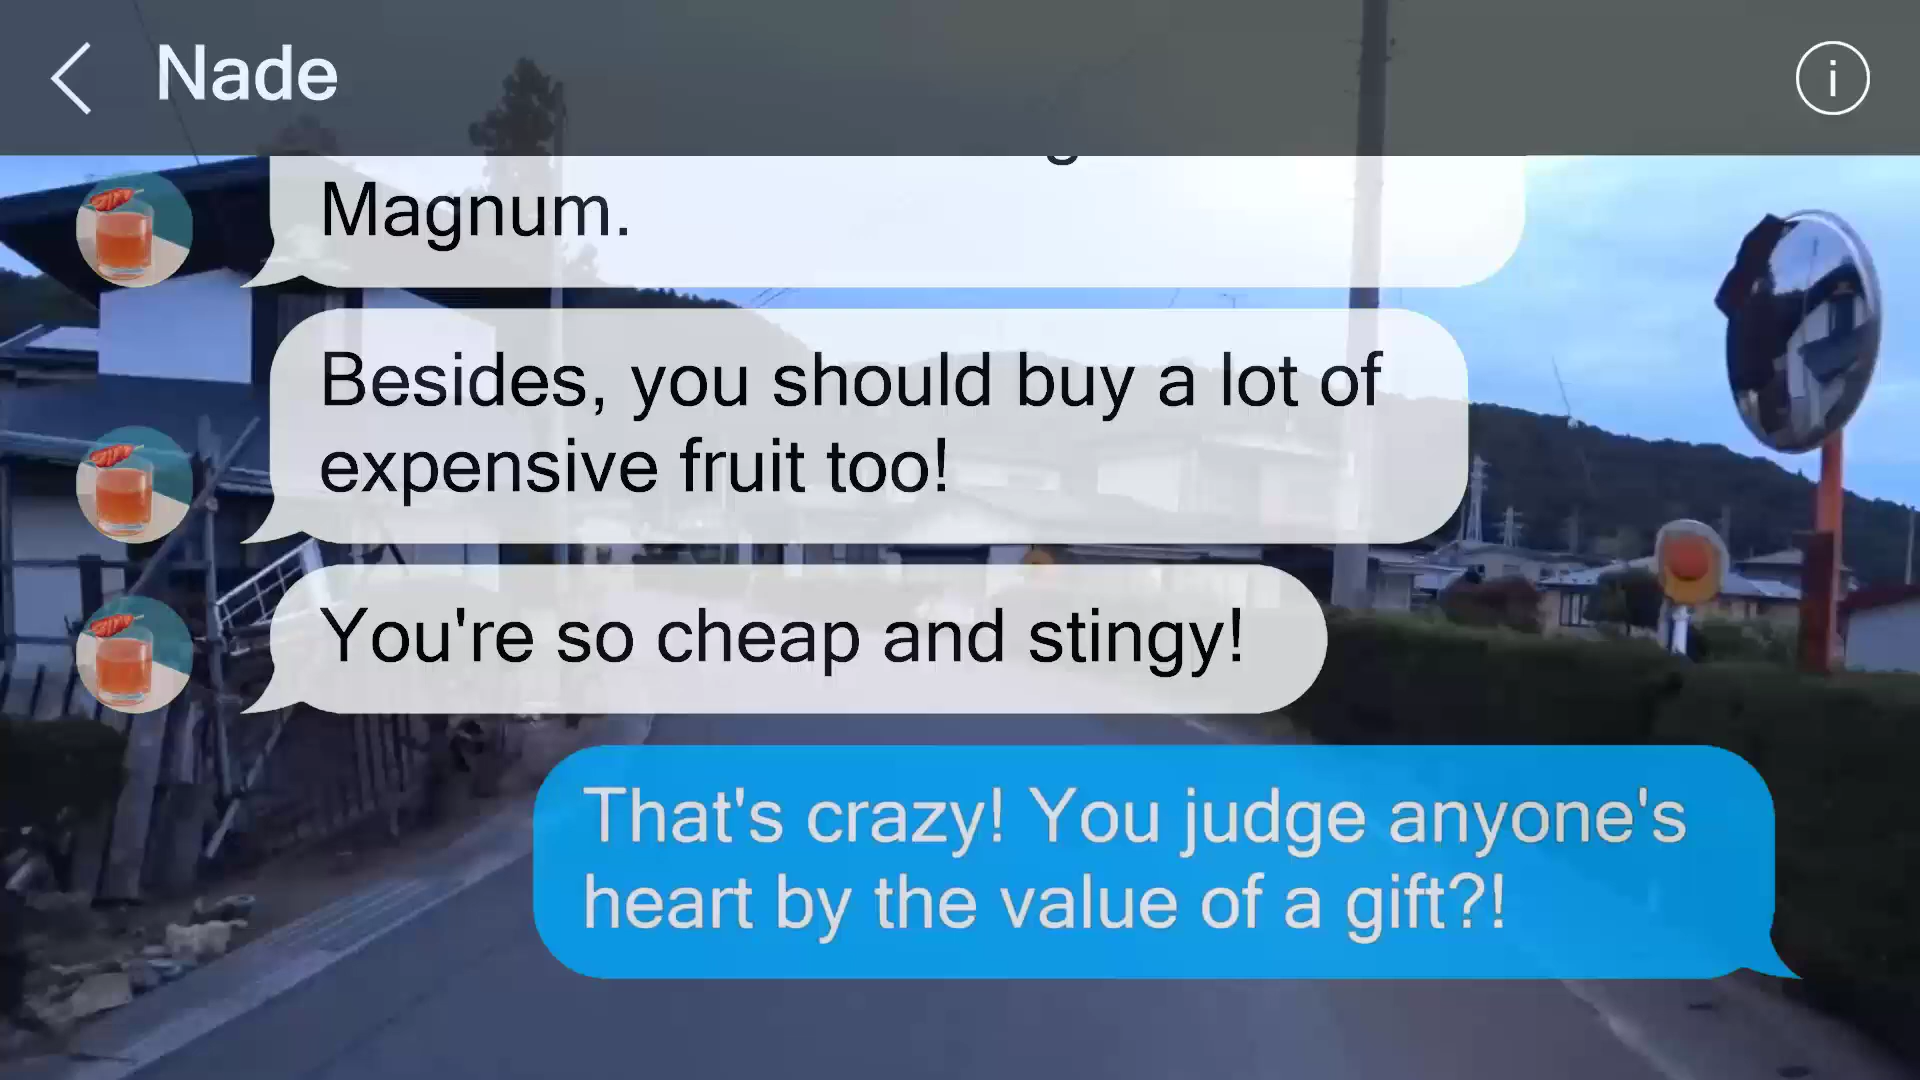 Nade
Magnum.
Besides, you should buy a lot of
expensive fruit too!
You're so cheap and stingy!
That's crazy! You judge anyone's
heart by the value of a gift?!